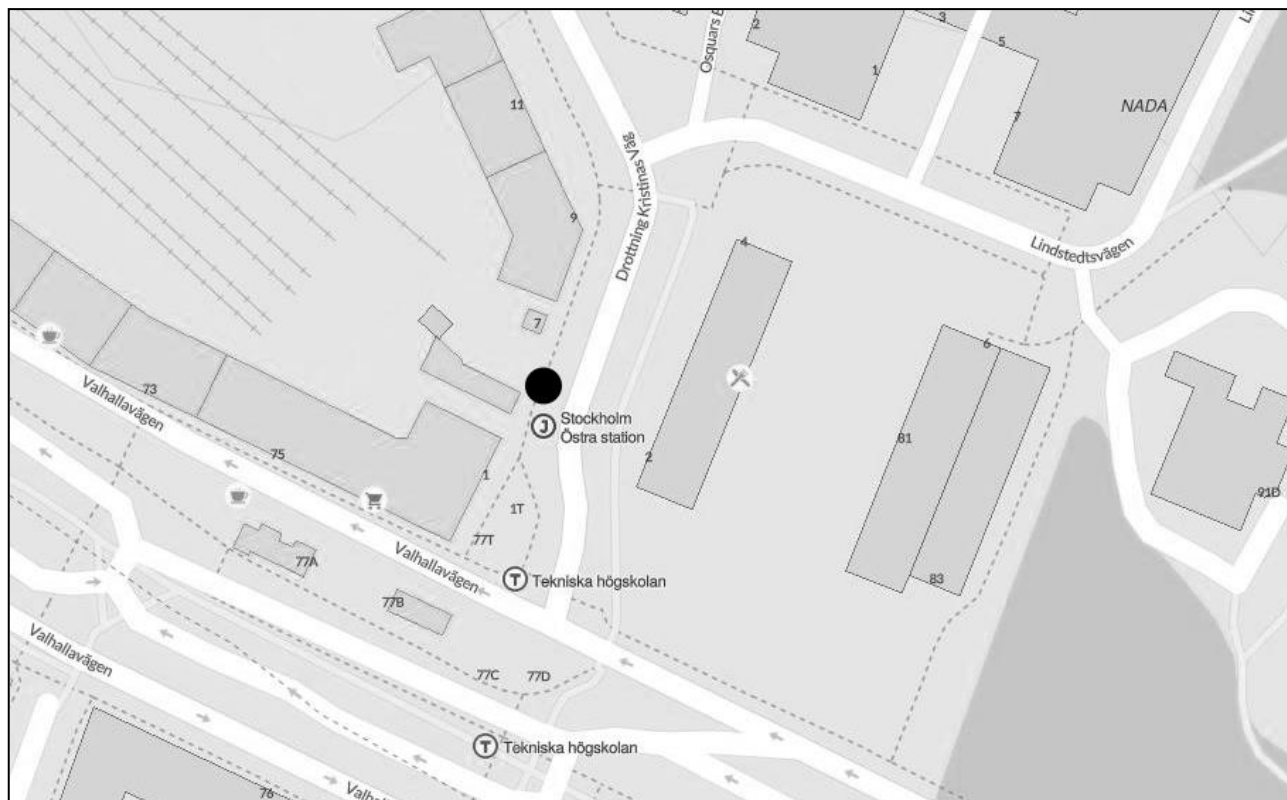 2
3
Osquars B
5
1
NADA
7
11
Drottning Kristinas Väg
9
4
Lindstedtsvägen
7
6
73
Valhallavägen
J
Stockholm
Östra station
81
75
2
1
91D
1T
77T
77A
Valhallavägen
T Tekniska högskolan
83
77B
Valhallavägen
77C
77D
T Tekniska högskolan
76